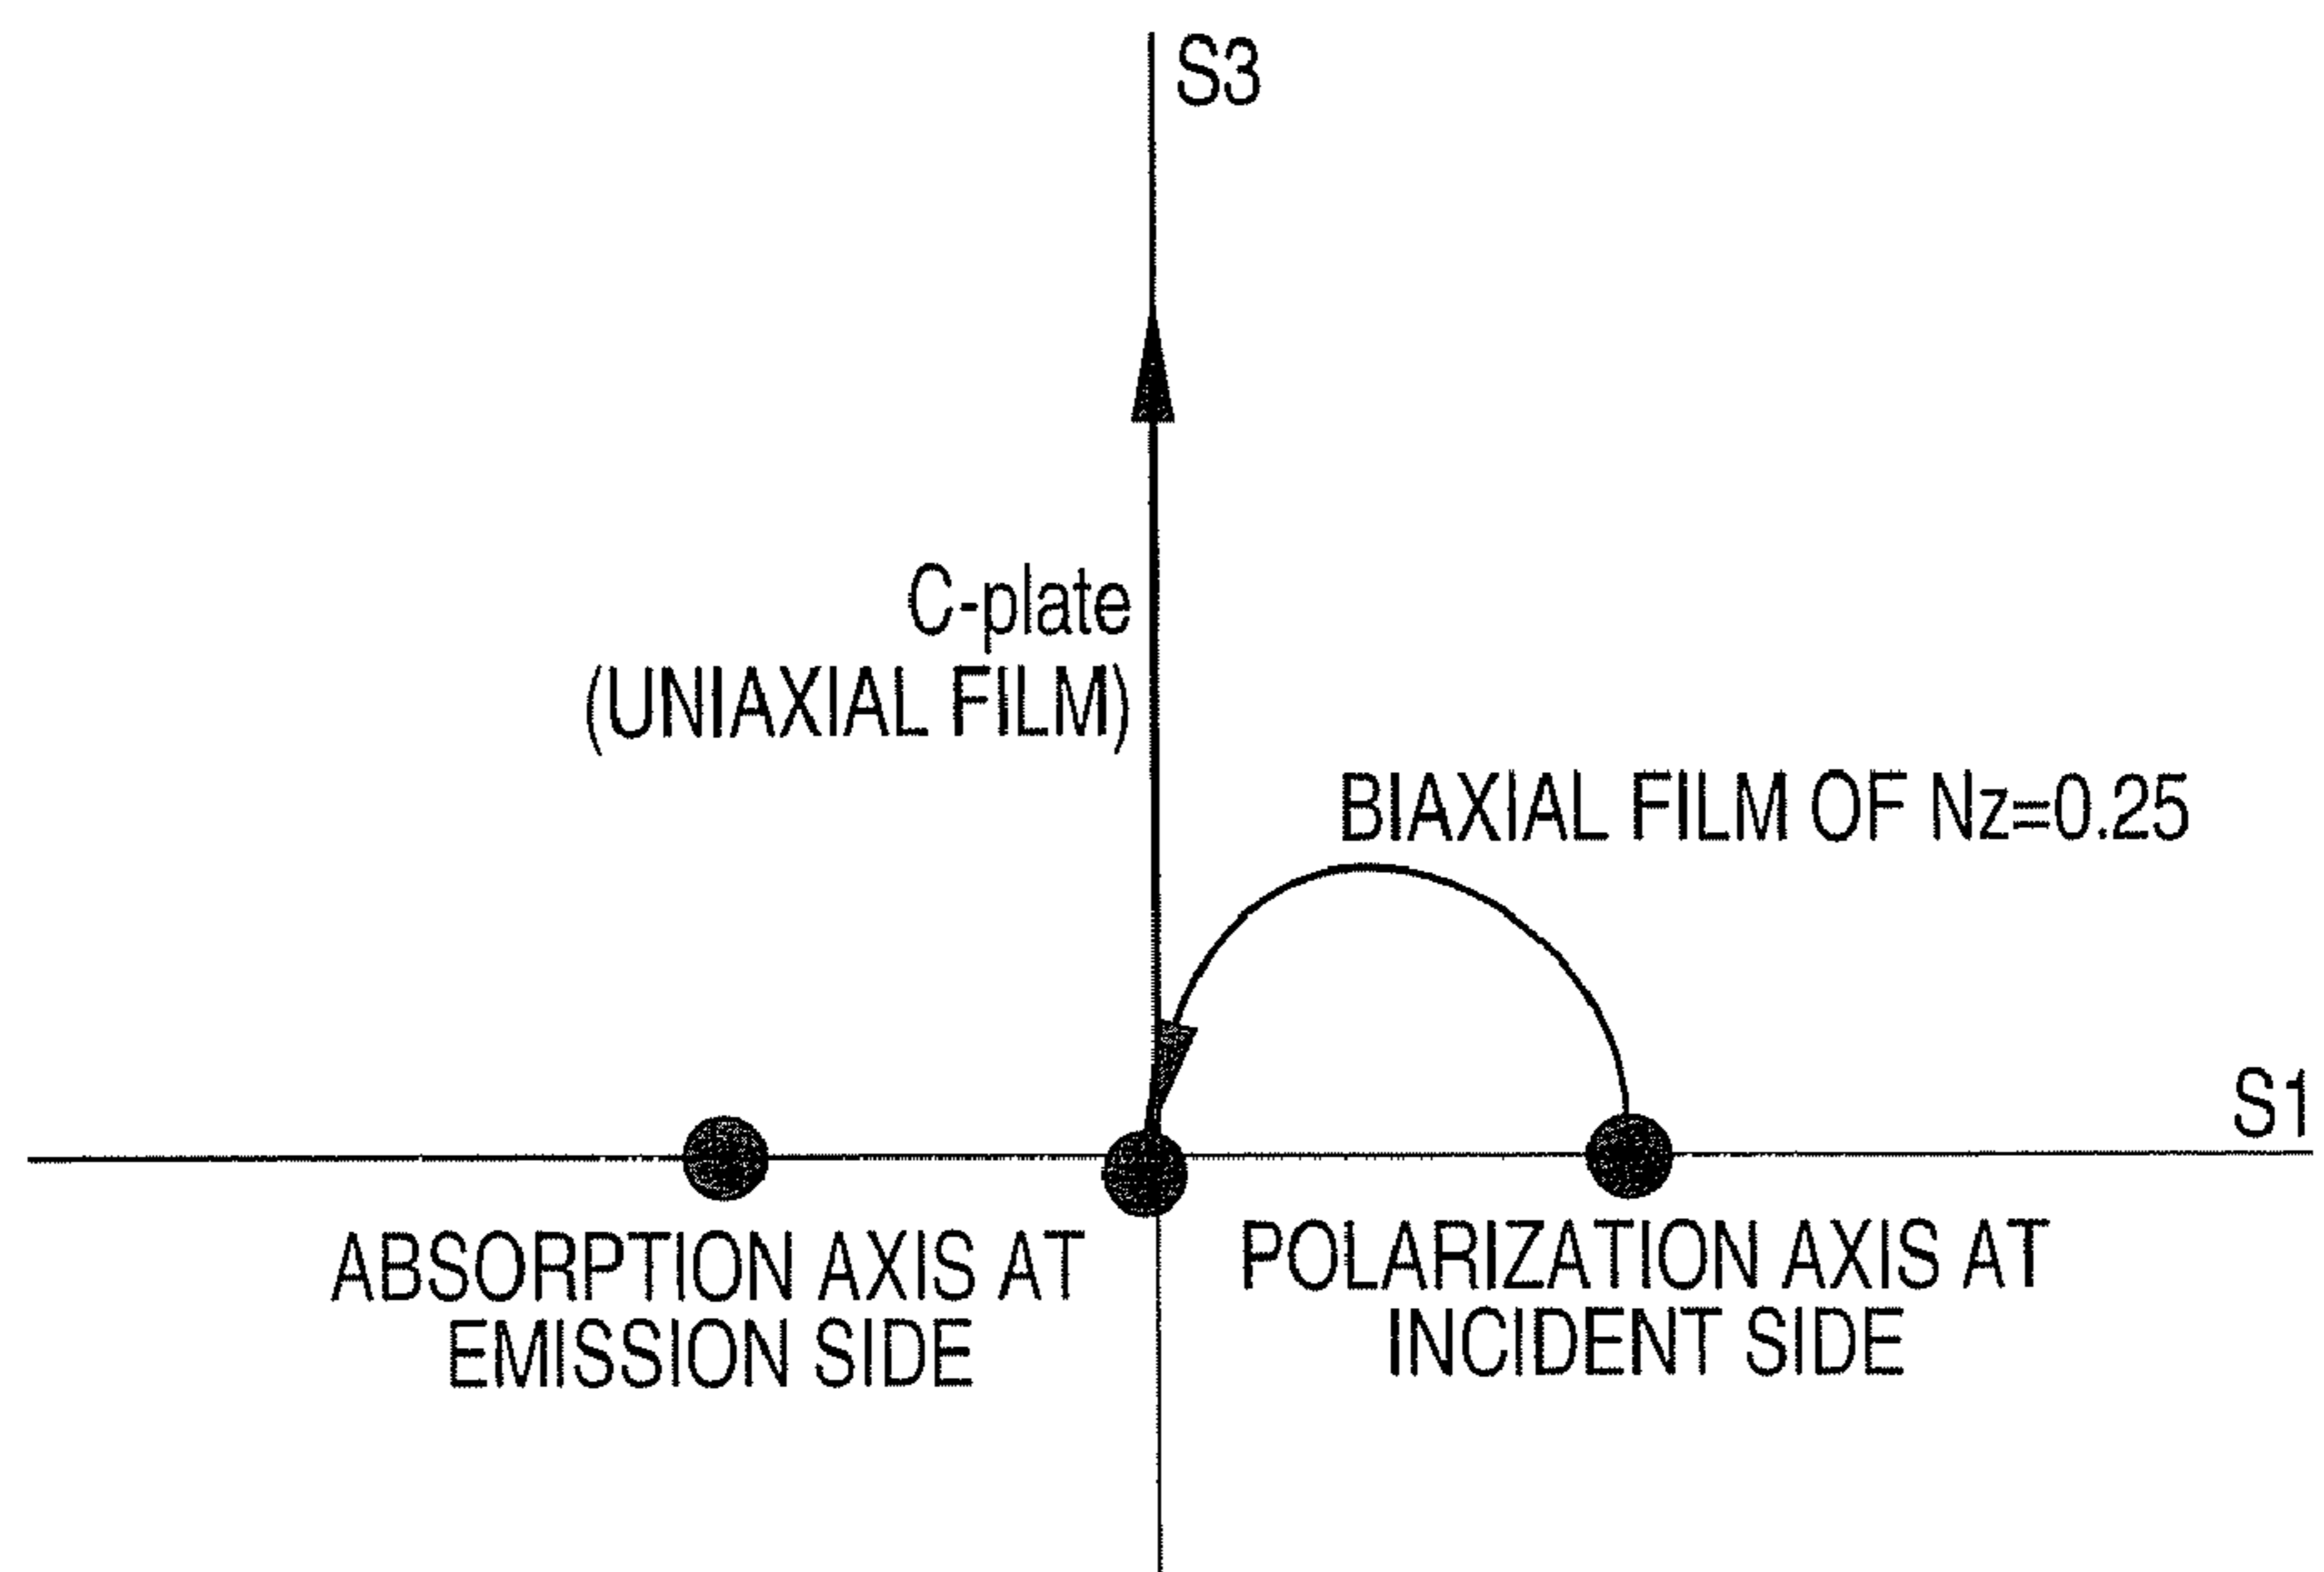 S3
C-plate
(UNIAXIAL FILM)
BIAXIAL FILM OF Nz=0.25
S1
ABSORPTION AXIS AT
EMISSION SIDE
POLARIZATION AXIS AT
INCIDENT SIDE